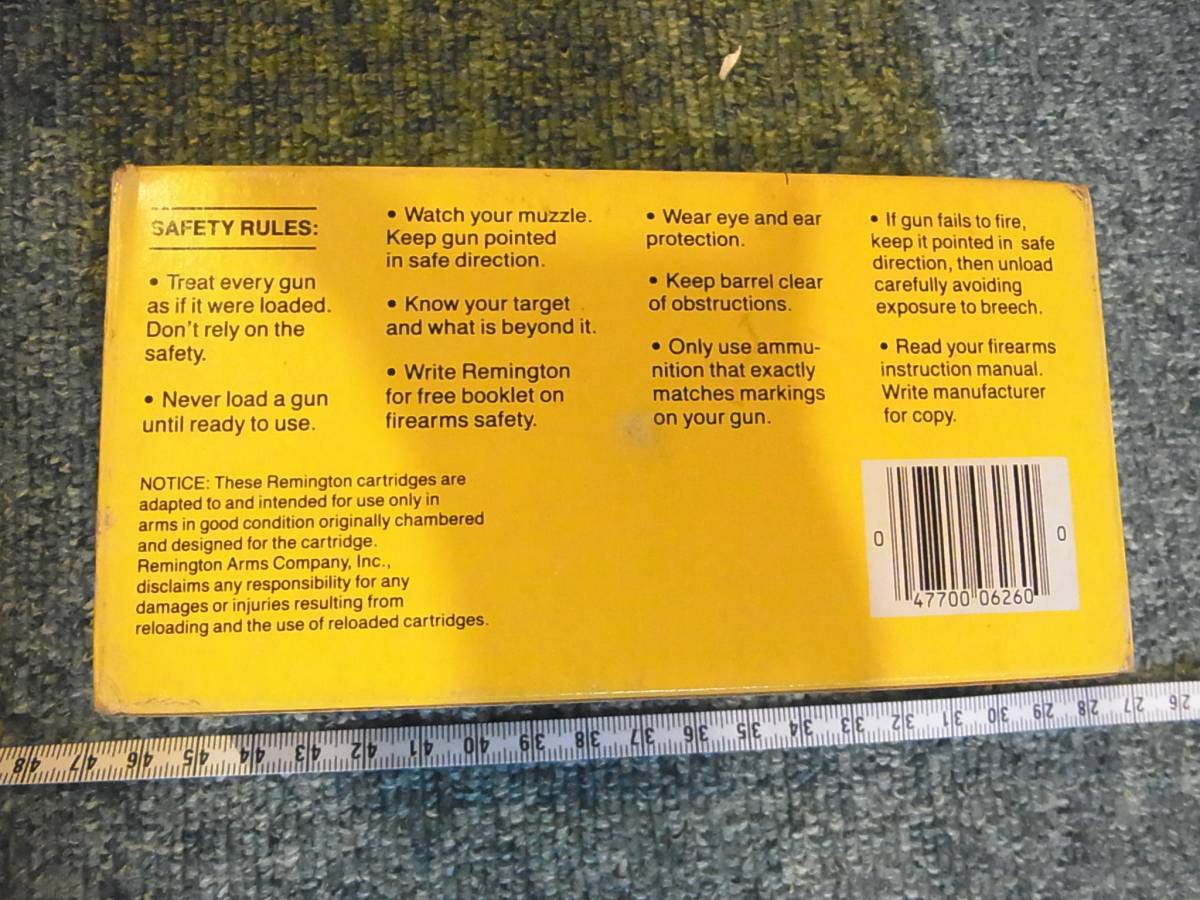 SAFETY RULES:
• Treat every gun
as if it were loaded.
Don't rely on the
safety.
• Never load a gun
until ready to use.
• Watch your muzzle.
Keep gun pointed
in safe direction.
• Know your target
and what is beyond it.
• Write Remington
for free booklet on
firearms safety.
• Wear eye and ear
protection.
• Keep barrel clear
of obstructions.
• Only use ammu-
nition that exactly
matches markings
on your gun.
• If gun fails to fire,
keep it pointed in safe
direction, then unload
carefully avoiding
exposure to breech.
• Read your firearms
instruction manual.
Write manufacturer
for copy.
NOTICE: These Remington cartridges are
adapted to and intended for use only in
arms in good condition originally chambered
and designed for the cartridge.
Remington Arms Company, Inc.,
disclaims any responsibility for any
damages or injuries resulting from
reloading and the use of reloaded cartridges.
0 47700 06260 0
48 47 46 45 44 43 42 41 40 39 38 37 36 35 34 33 32 31 30 29 28 27 26